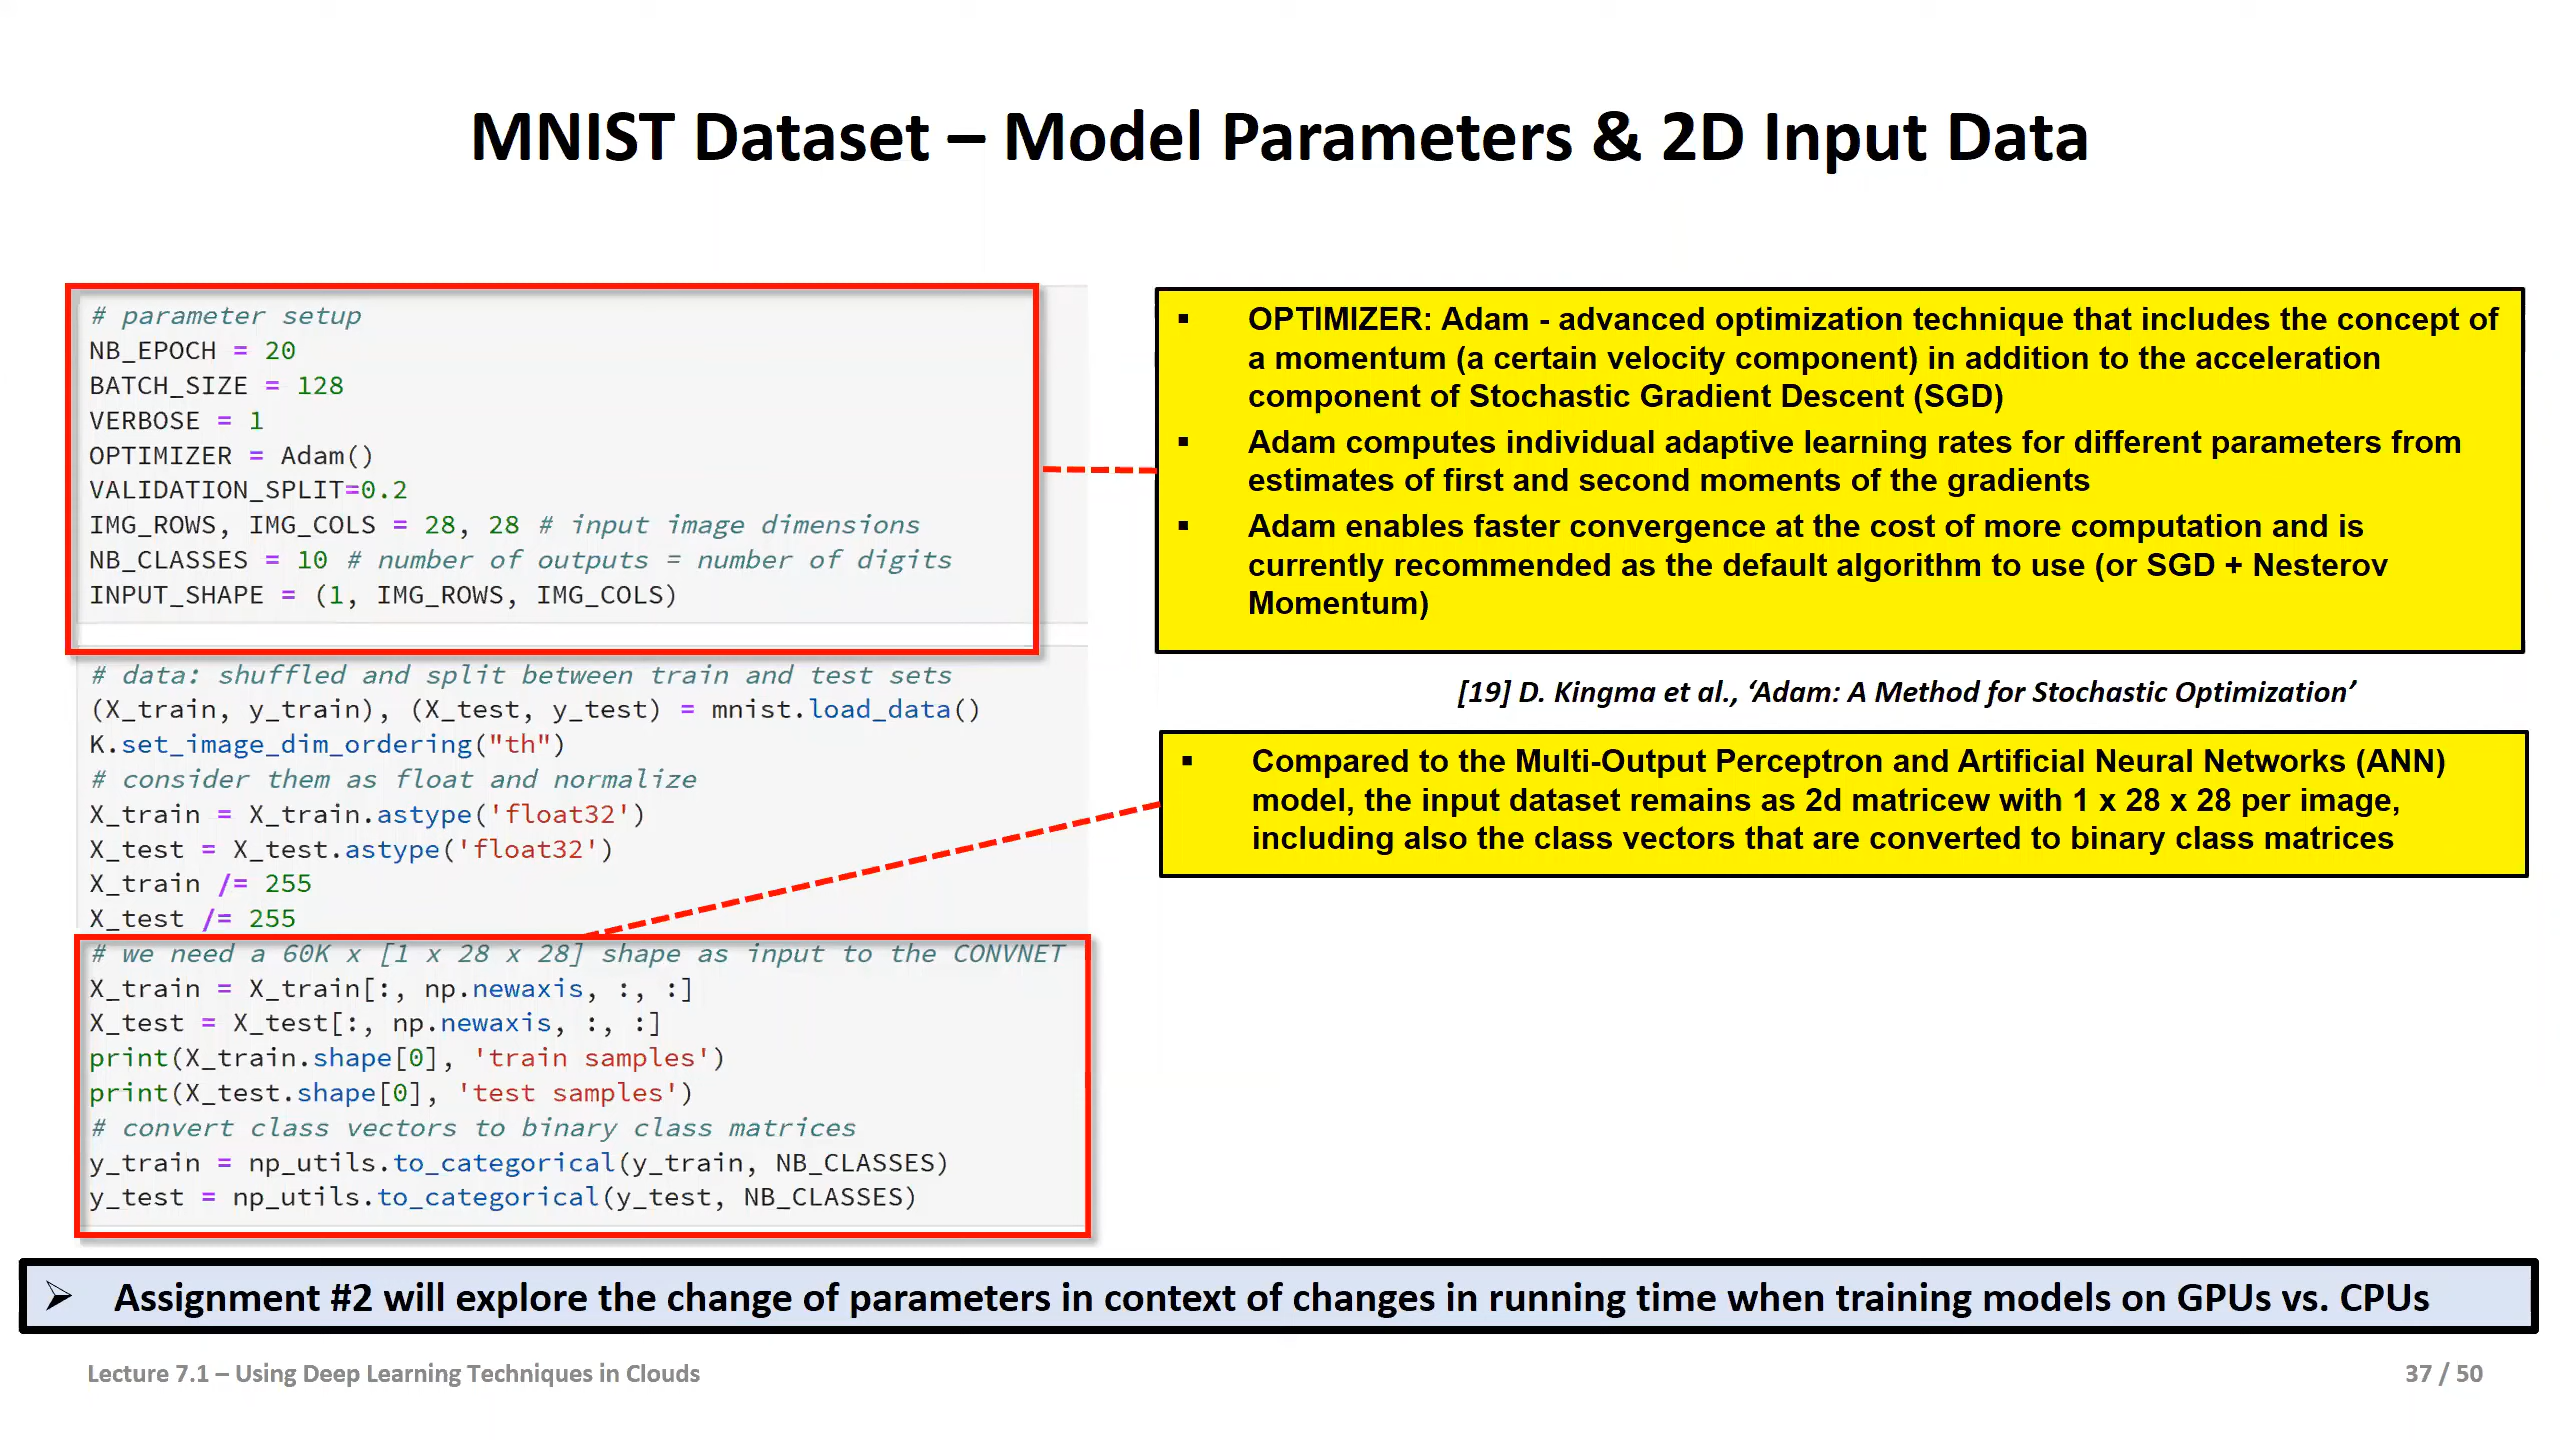 MNIST Dataset – Model Parameters & 2D Input Data
# parameter setup
NB_EPOCH = 20
BATCH_SIZE = 128
VERBOSE = 1
OPTIMIZER = Adam()
VALIDATION_SPLIT=0.2
IMG_ROWS, IMG_COLS = 28, 28 # input image dimensions
NB_CLASSES = 10 # number of outputs = number of digits
INPUT_SHAPE = (1, IMG_ROWS, IMG_COLS)
# data: shuffled and split between train and test sets
(X_train, y_train), (X_test, y_test) = mnist.load_data()
K.set_image_dim_ordering("th")
# consider them as float and normalize
X_train = X_train.astype('float32')
X_test = X_test.astype('float32')
X_train /= 255
X_test /= 255
# we need a 60K x [1 x 28 x 28] shape as input to the CONVNET
X_train = X_train[:, np.newaxis, :, :]
X_test = X_test[:, np.newaxis, :, :]
print(X_train.shape[0], 'train samples')
print(X_test.shape[0], 'test samples')
# convert class vectors to binary class matrices
y_train = np_utils.to_categorical(y_train, NB_CLASSES)
y_test = np_utils.to_categorical(y_test, NB_CLASSES)
▪ OPTIMIZER: Adam - advanced optimization technique that includes the concept of
a momentum (a certain velocity component) in addition to the acceleration
component of Stochastic Gradient Descent (SGD)
▪ Adam computes individual adaptive learning rates for different parameters from
estimates of first and second moments of the gradients
▪ Adam enables faster convergence at the cost of more computation and is
currently recommended as the default algorithm to use (or SGD + Nesterov
Momentum)
[19] D. Kingma et al., ‘Adam: A Method for Stochastic Optimization’
▪ Compared to the Multi-Output Perceptron and Artificial Neural Networks (ANN)
model, the input dataset remains as 2d matricew with 1 x 28 x 28 per image,
including also the class vectors that are converted to binary class matrices
➢ Assignment #2 will explore the change of parameters in context of changes in running time when training models on GPUs vs. CPUs
Lecture 7.1 – Using Deep Learning Techniques in Clouds
37 / 50